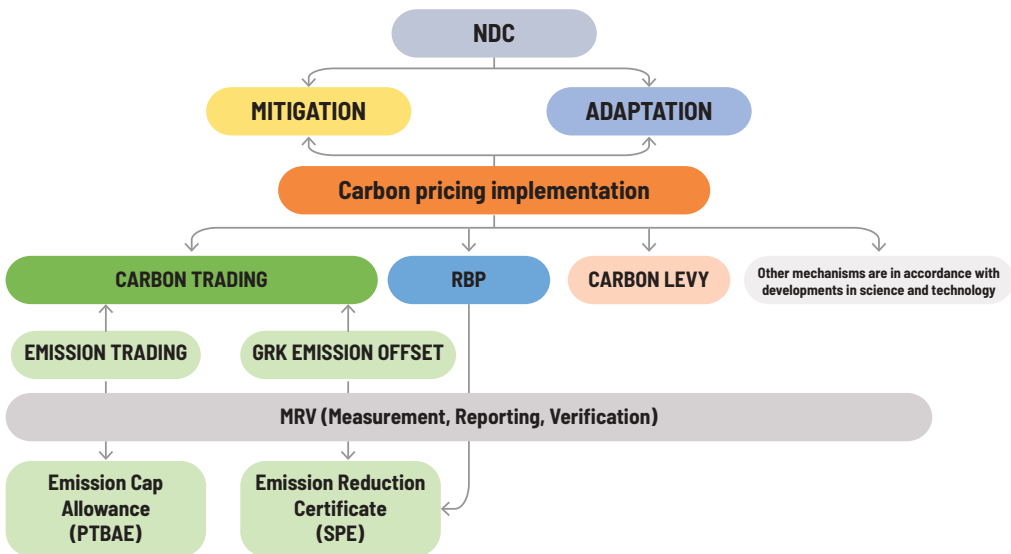 NDC
MITIGATION
ADAPTATION
Carbon pricing implementation
CARBON TRADING
RBP
CARBON LEVY
Other mechanisms are in accordance with
developments in science and technology
EMISSION TRADING
GRK EMISSION OFFSET
MRV (Measurement, Reporting, Verification)
Emission Cap
Allowance
(PTBAE)
Emission Reduction
Certificate
(SPE)